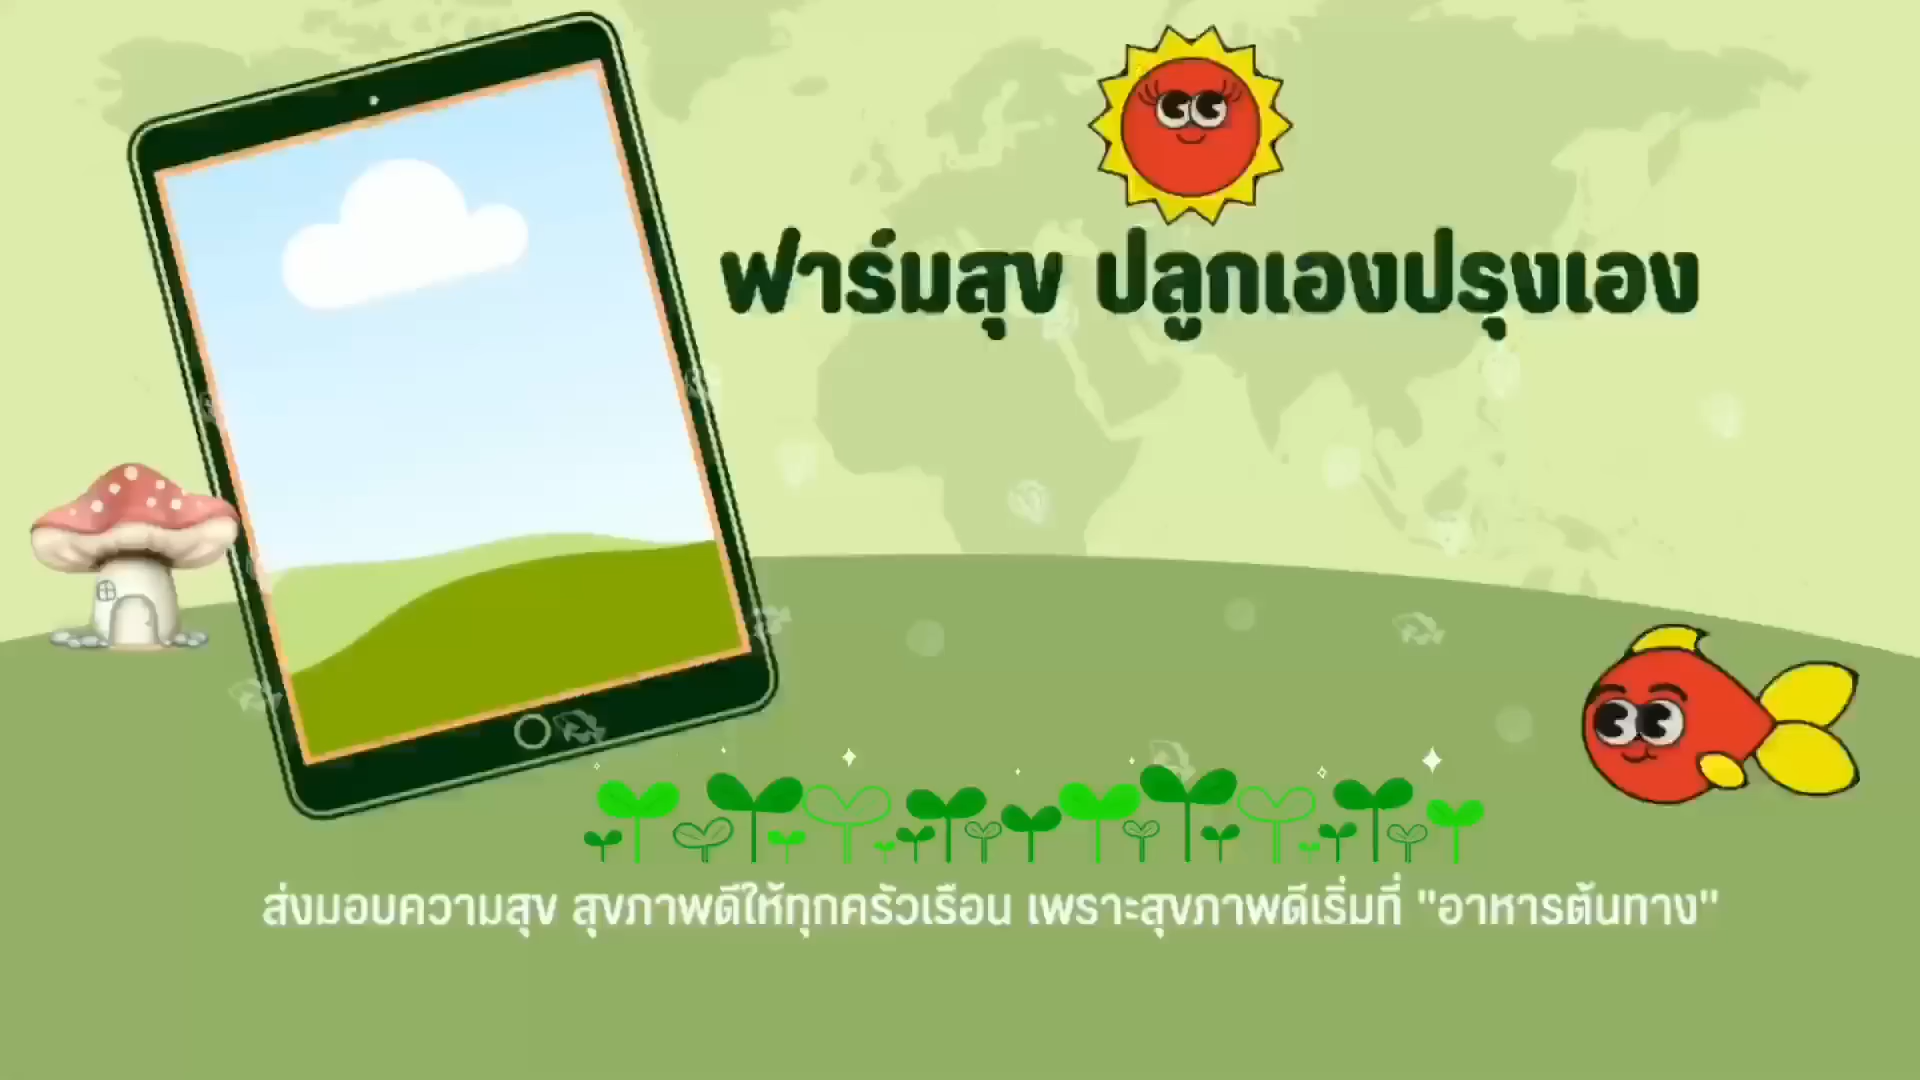 ฟาร์มสุข ปลูกเองปรุงเอง
ส่งมอบความสุข สุขภาพดีให้ทุกครัวเรือน เพราะสุขภาพดีเริ่มที่ "อาหารต้นทาง"